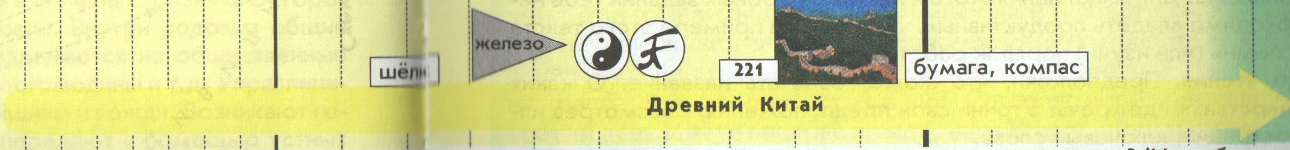 железо
шёлк
221
бумага, компас
Древний Китай